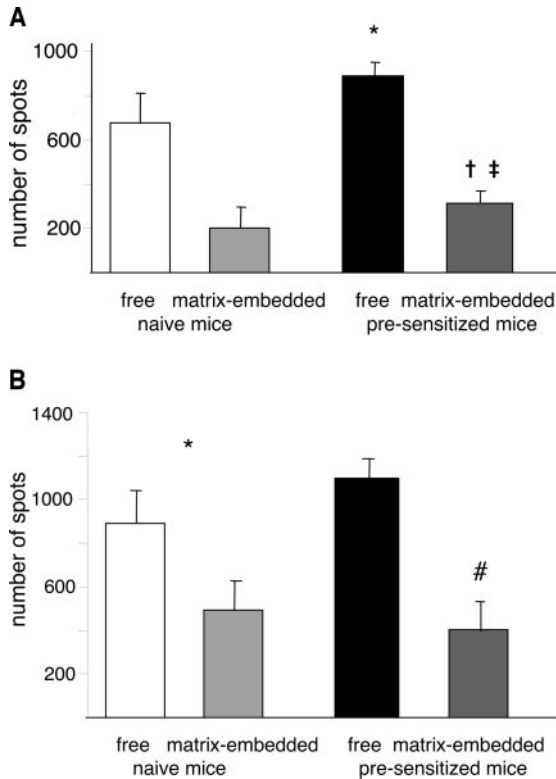 A
1000
600
200
number of spots
*
† ‡
free matrix-embedded free matrix-embedded
naive mice pre-sensitized mice
B
1400
1000
600
200
number of spots
*
#
free matrix-embedded free matrix-embedded
naive mice pre-sensitized mice